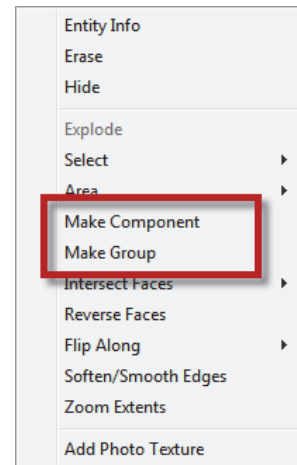 Entity Info
Erase
Hide
Explode
Select
Area
Make Component
Make Group
Intersect Faces
Reverse Faces
Flip Along
Soften/Smooth Edges
Zoom Extents
Add Photo Texture